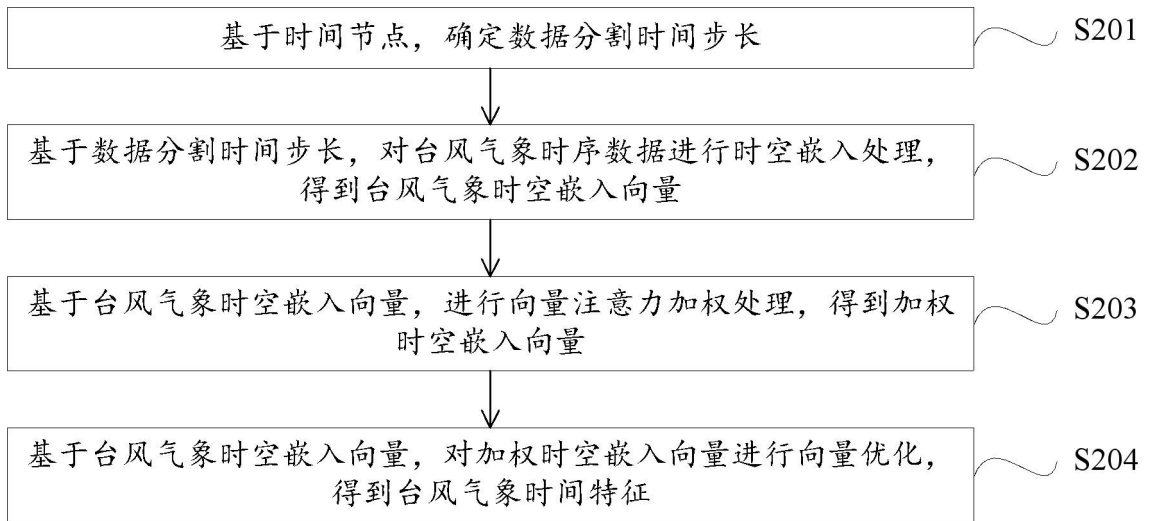 基于时间节点，确定数据分割时间步长
S201
基于数据分割时间步长，对台风气象时序数据进行时空嵌入处理，
得到台风气象时空嵌入向量
S202
基于台风气象时空嵌入向量，进行向量注意力加权处理，得到加权
时空嵌入向量
S203
基于台风气象时空嵌入向量，对加权时空嵌入向量进行向量优化，
得到台风气象时间特征
S204